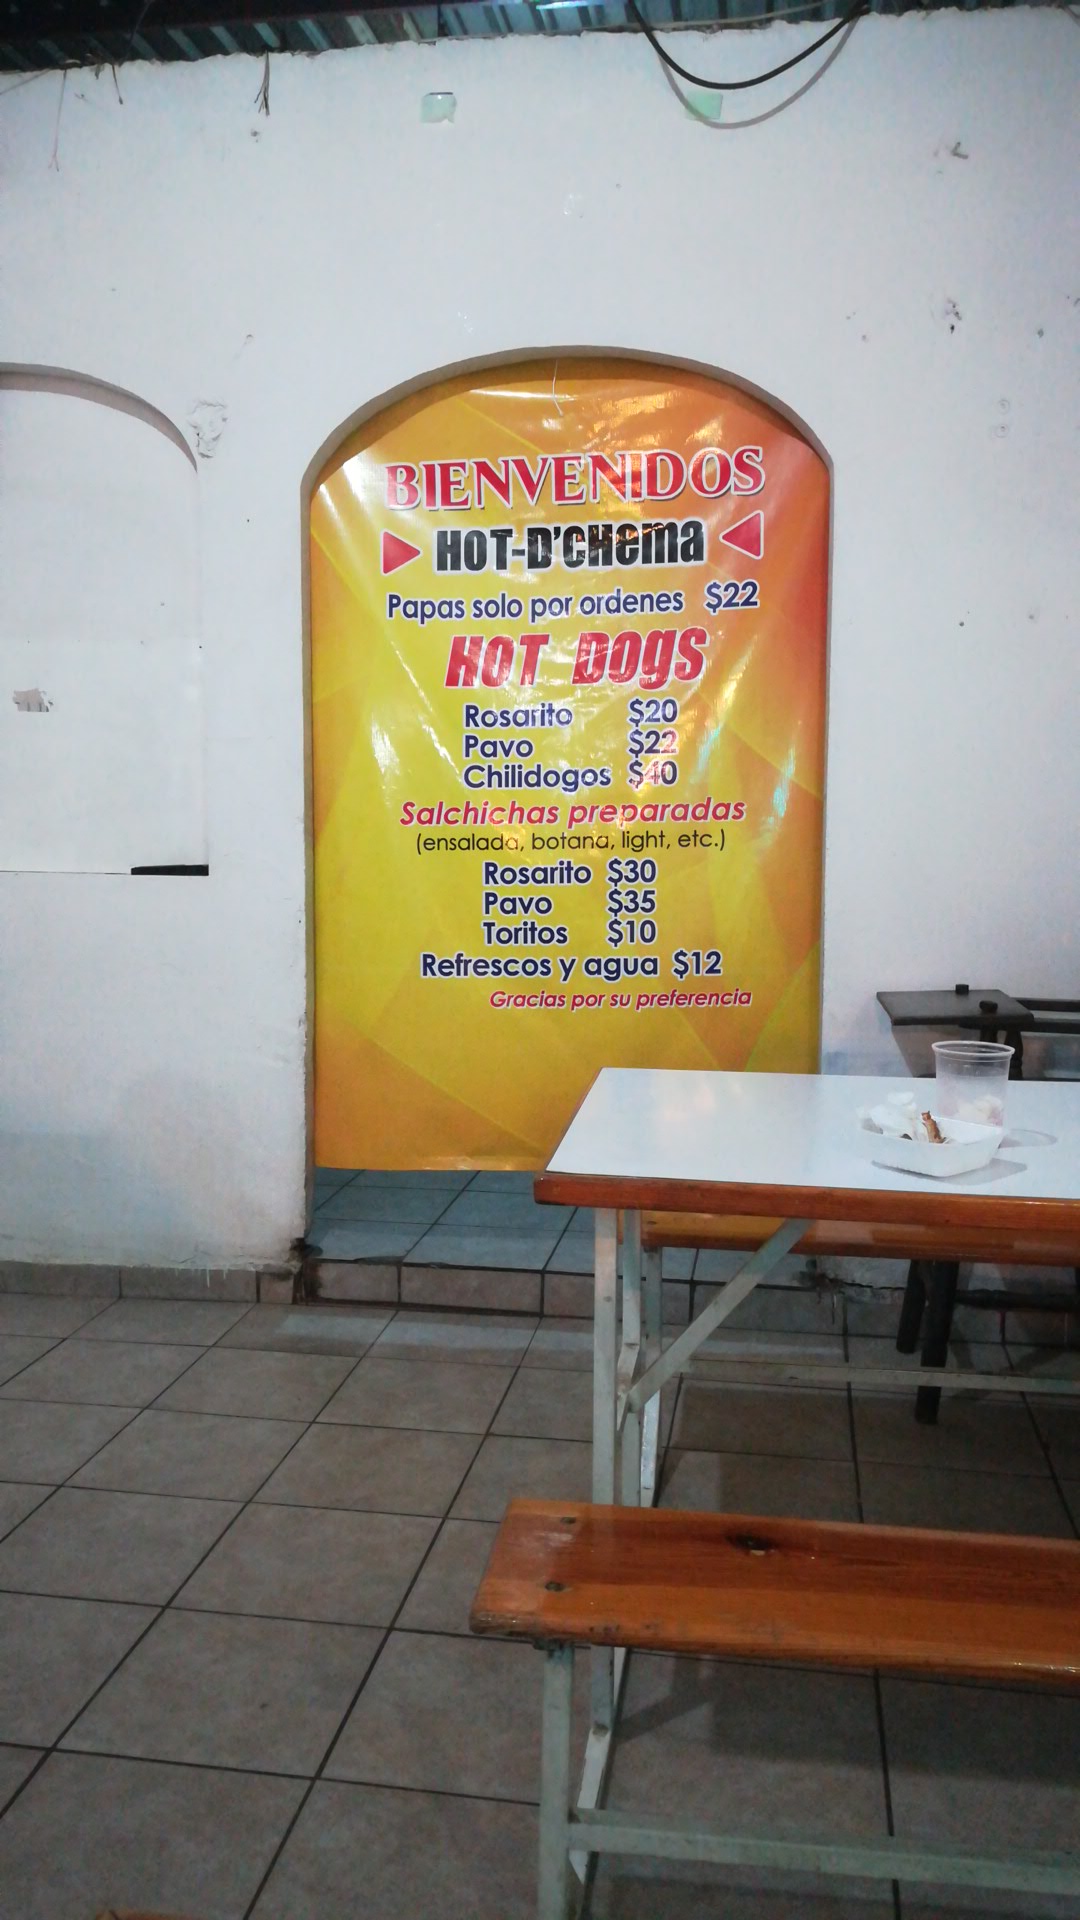 BIENVENIDOS
HOT-D'CHema
Papas solo por ordenes $22
HOT DOgS
Rosarito $20
Pavo $22
Chilidogos $40
Salchichas preparadas
(ensalada, botana, light, etc.)
Rosarito $30
Pavo $35
Toritos $10
Refrescos y agua $12
Gracias por su preferencia